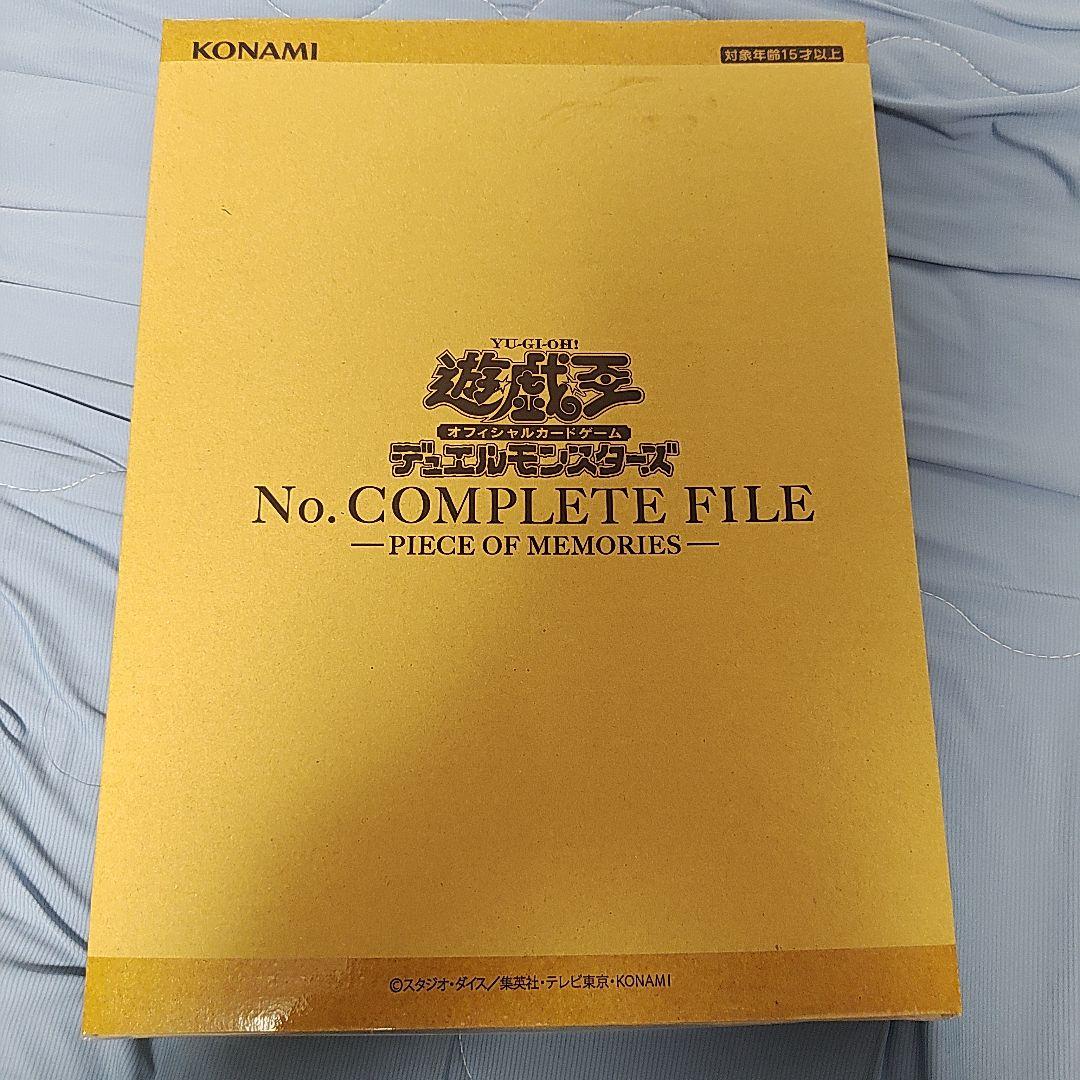 KONAMI
対象年齢15才以上
YU-GI-OH!
遊戯王
オフィシャルカードゲーム
デュエルモンスターズ
No. COMPLETE FILE
—PIECE OF MEMORIES—
©スタジオ・ダイス/集英社・テレビ東京・KONAMI